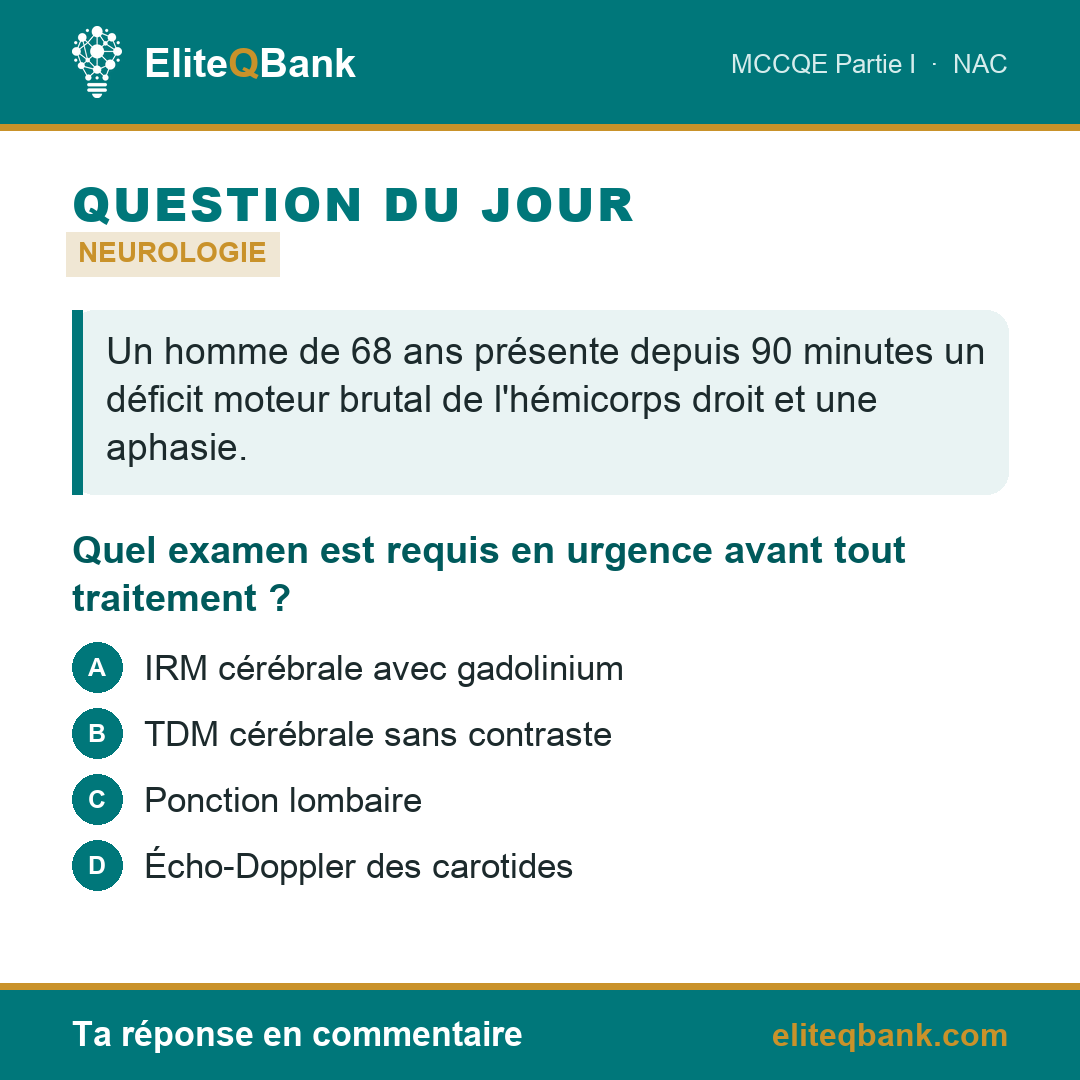 EliteQBank
MCCQE Partie I · NAC
QUESTION DU JOUR
NEUROLOGIE
Un homme de 68 ans présente depuis 90 minutes un
déficit moteur brutal de l'hémicorps droit et une
aphasie.
Quel examen est requis en urgence avant tout
traitement ?
A IRM cérébrale avec gadolinium
B TDM cérébrale sans contraste
C Ponction lombaire
D Écho-Doppler des carotides
Ta réponse en commentaire
eliteqbank.com